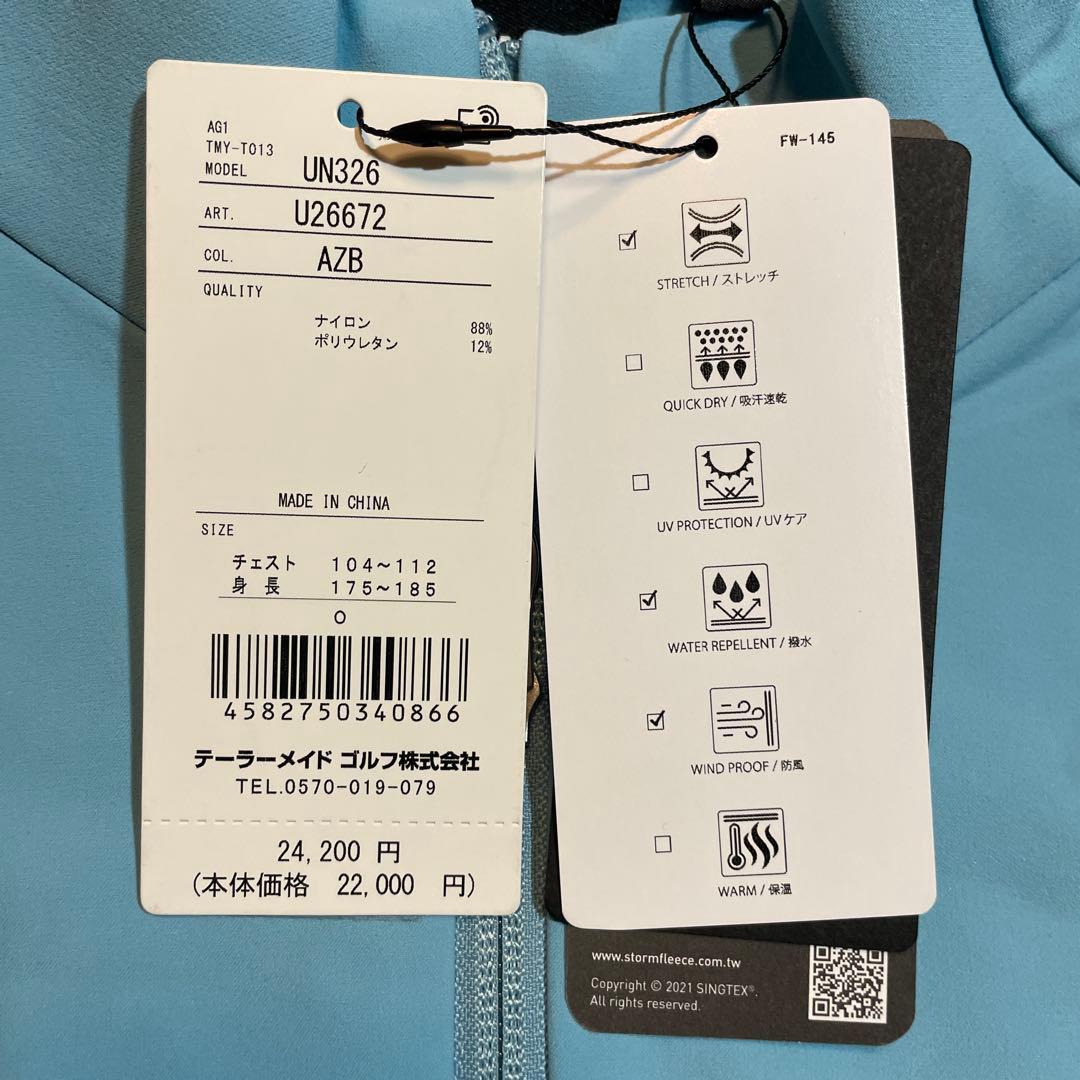 AG1
TMY-T013
MODEL UN326
ART. U26672
COL. AZB
QUALITY
ナイロン 88%
ポリウレタン 12%
MADE IN CHINA
SIZE
チェスト 104~112
身 長 175~185
O
4582750340866
テーラーメイド ゴルフ株式会社
TEL.0570-019-079
24,200 円
(本体価格 22,000 円)
FW-145
STRETCH / ストレッチ
QUICK DRY / 吸汗速乾
UV PROTECTION / UVケア
WATER REPELLENT / 撥水
WIND PROOF / 防風
WARM / 保温
www.stormfleece.com.tw
Copyright © 2021 SINGTEX®.
All rights reserved.